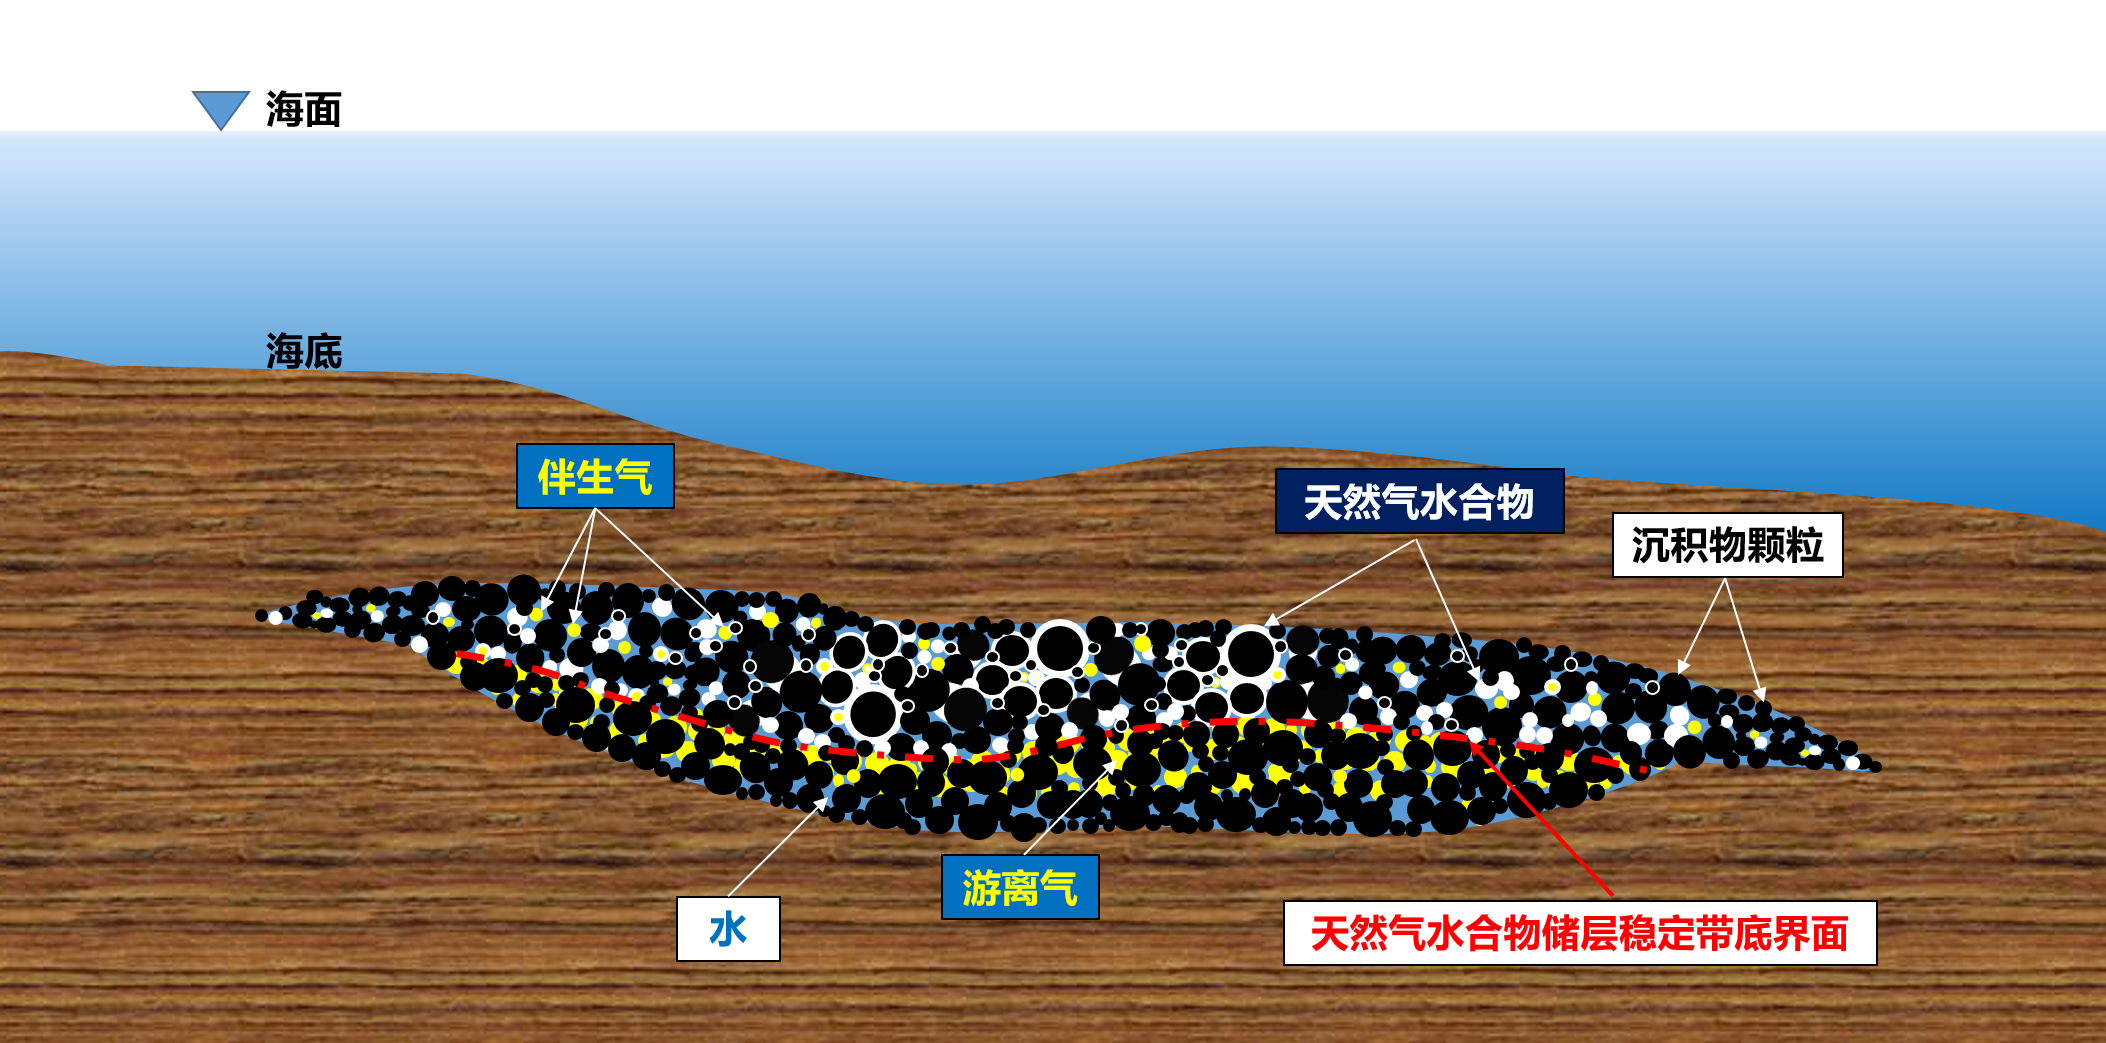 海面
海底
伴生气
天然气水合物
沉积物颗粒
游离气
水
天然气水合物储层稳定带底界面